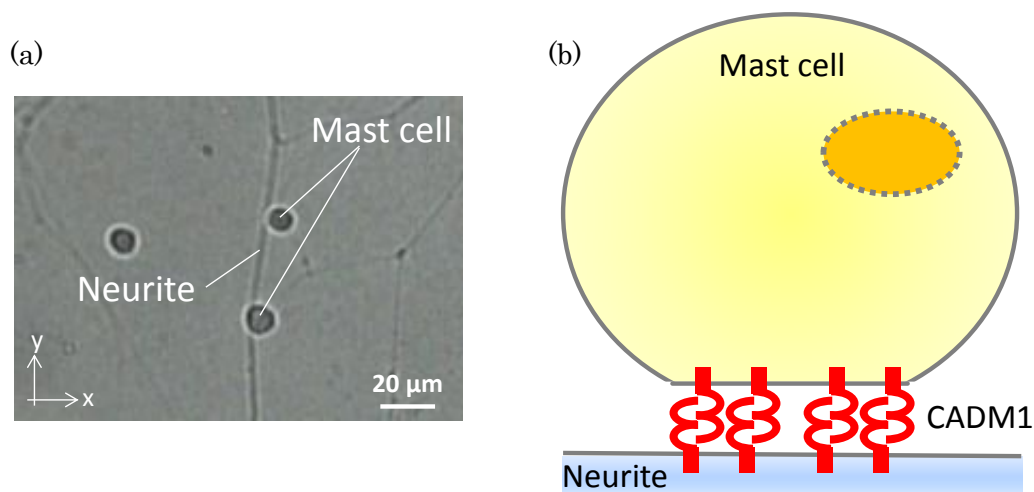 (a)
Mast cell
Neurite
y
x
20 μm
(b)
Mast cell
CADM1
Neurite